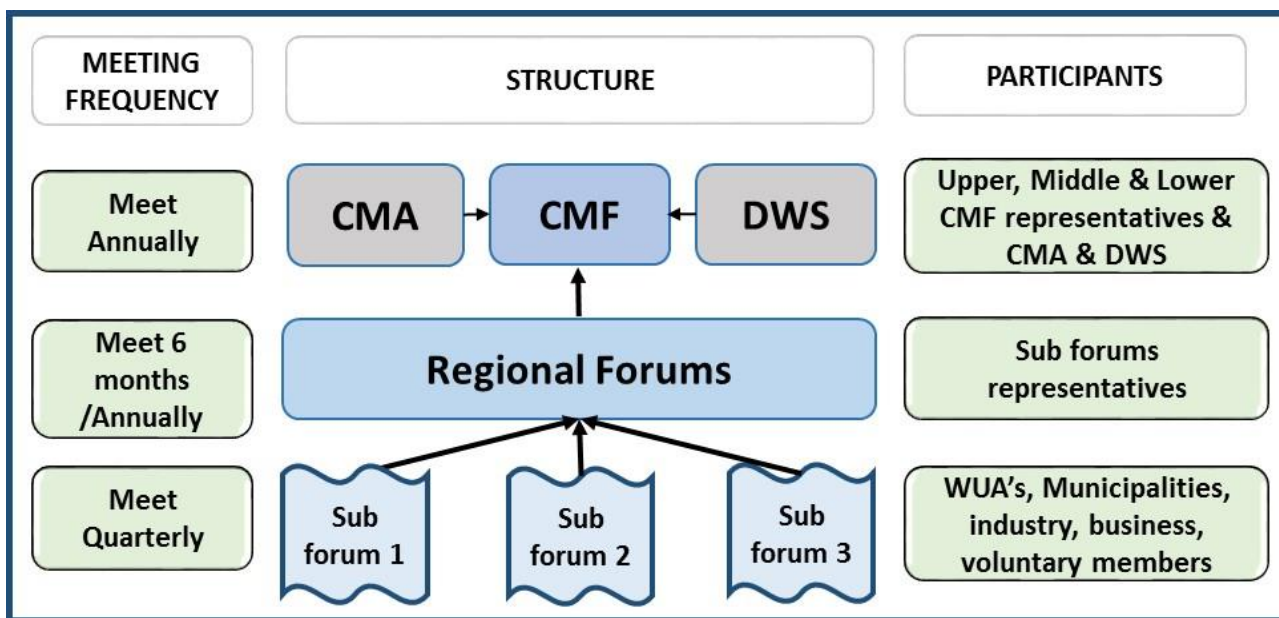 MEETING
FREQUENCY
STRUCTURE
PARTICIPANTS
Meet
Annually
CMA
CMF
DWS
Upper, Middle & Lower
CMF representatives &
CMA & DWS
Meet 6
months
/Annually
Regional Forums
Sub forums
representatives
Meet
Quarterly
Sub
forum 1
Sub
forum 2
Sub
forum 3
WUA's, Municipalities,
industry, business,
voluntary members